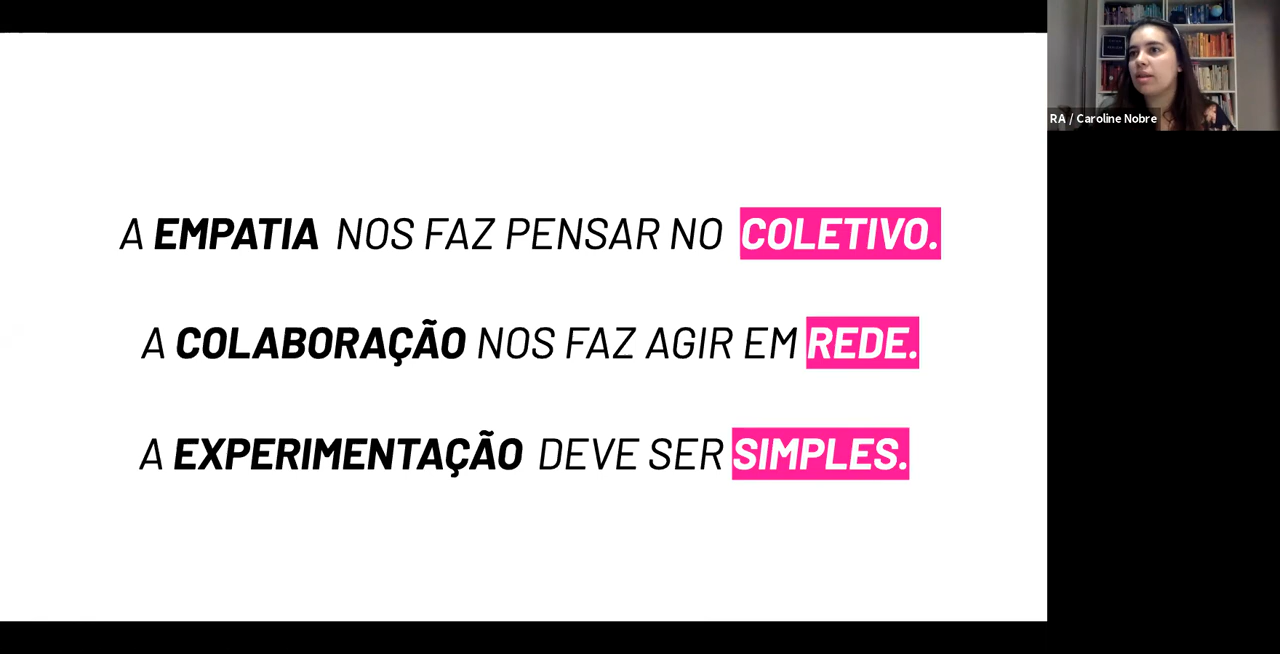 A EMPATIA NOS FAZ PENSAR NO COLETIVO.
A COLABORAÇÃO NOS FAZ AGIR EM REDE.
A EXPERIMENTAÇÃO DEVE SER SIMPLES.
RA / Caroline Nobre